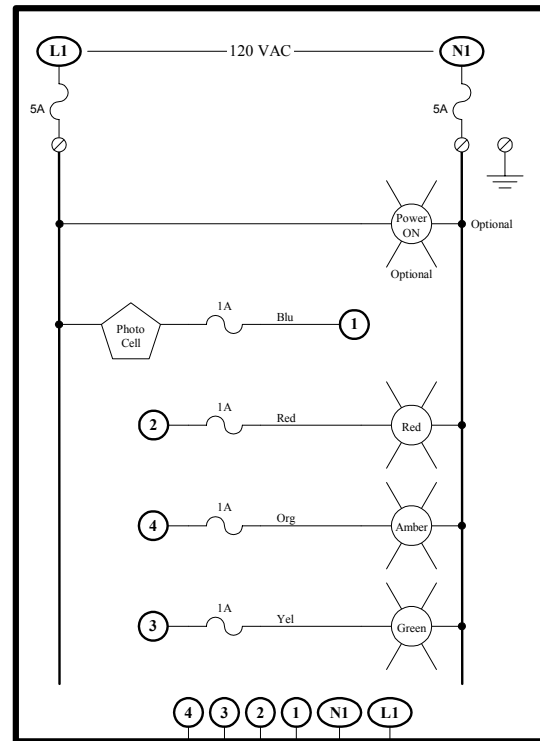 L1 120 VAC N1
5A 5A
Power
ON
Optional
Optional
1A
Photo
Cell
Blu
1
1A
2
Red
Red
1A
4
Org
Amber
1A
3
Yel
Green
4 3 2 1 N1 L1